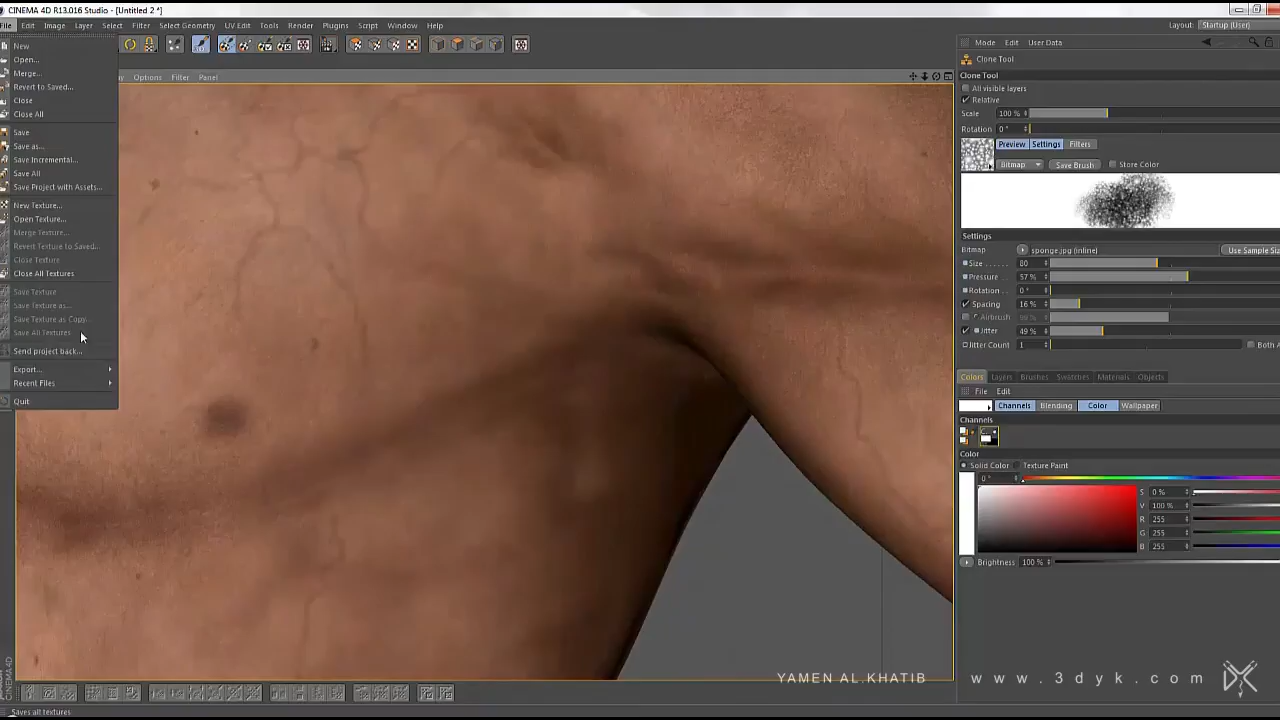 CINEMA 4D R13.016 Studio - [Untitled 2 *]
File Edit Image Layer Select Filter UV Edit Tools Render Select Geometry Plugins Script Window Help
Layout: Startup (User)
New
Open...
Merge...
Revert to Saved...
Close
Close All
Save
Save as...
Save Incremental...
Save All
Save Project with Assets...
New Texture...
Open Texture...
Merge Texture...
Revert Texture to Saved...
Close Texture
Close All Textures
Save Texture
Save Texture as...
Save Texture as Copy...
Save All Textures
Send project back...
Export...
Recent Files
Quit
Options Filter Panel
Mode Edit User Data
Clone Tool
Clone Tool
All visible layers
Relative
Scale 100 %
Rotation 0 °
Preview Settings Filters
Bitmap Save Brush Store Color
Settings
Bitmap sponge.jpg (inline) Use Sample
Size 80
Pressure 57 %
Rotation 0 °
Spacing 16 %
Airbrush
Jitter 49 %
Jitter Count 1 Both
Colors Layers Brushes Swatches Materials Objects
File Edit
Channels Blending Color Wallpaper
Channels
Color
Solid Color Texture Paint
0 °
S 0 %
V 100 %
R 255
G 255
B 255
Brightness 100 %
YAMEN AL.KHATIB www.3dyk.com
CINEMA 4D
Saves all textures